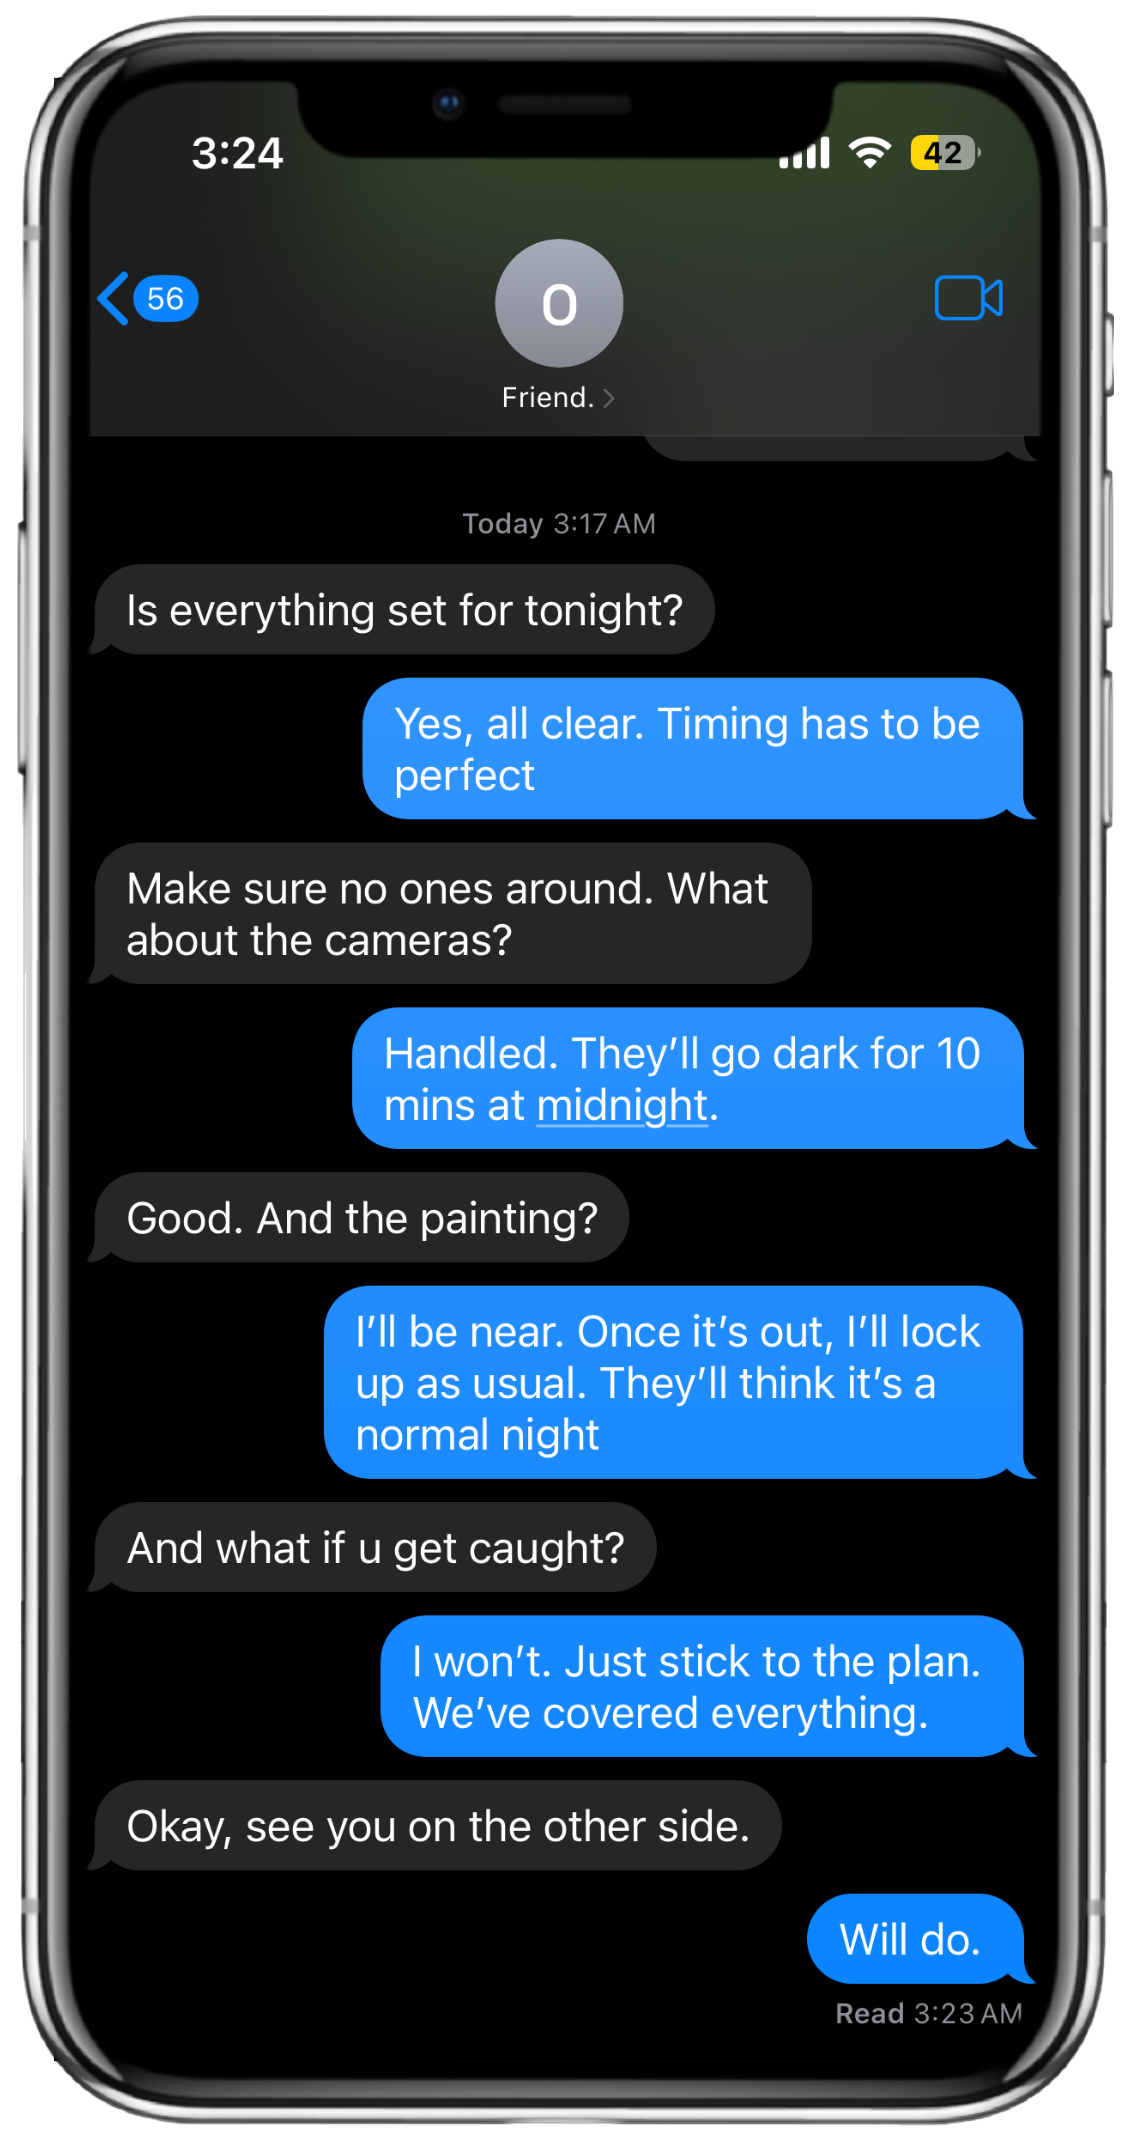 3:24
42
56
O
Friend.
Today 3:17 AM
Is everything set for tonight?
Yes, all clear. Timing has to be
perfect
Make sure no ones around. What
about the cameras?
Handled. They’ll go dark for 10
mins at midnight.
Good. And the painting?
I’ll be near. Once it’s out, I’ll lock
up as usual. They’ll think it’s a
normal night
And what if u get caught?
I won’t. Just stick to the plan.
We’ve covered everything.
Okay, see you on the other side.
Will do.
Read 3:23 AM